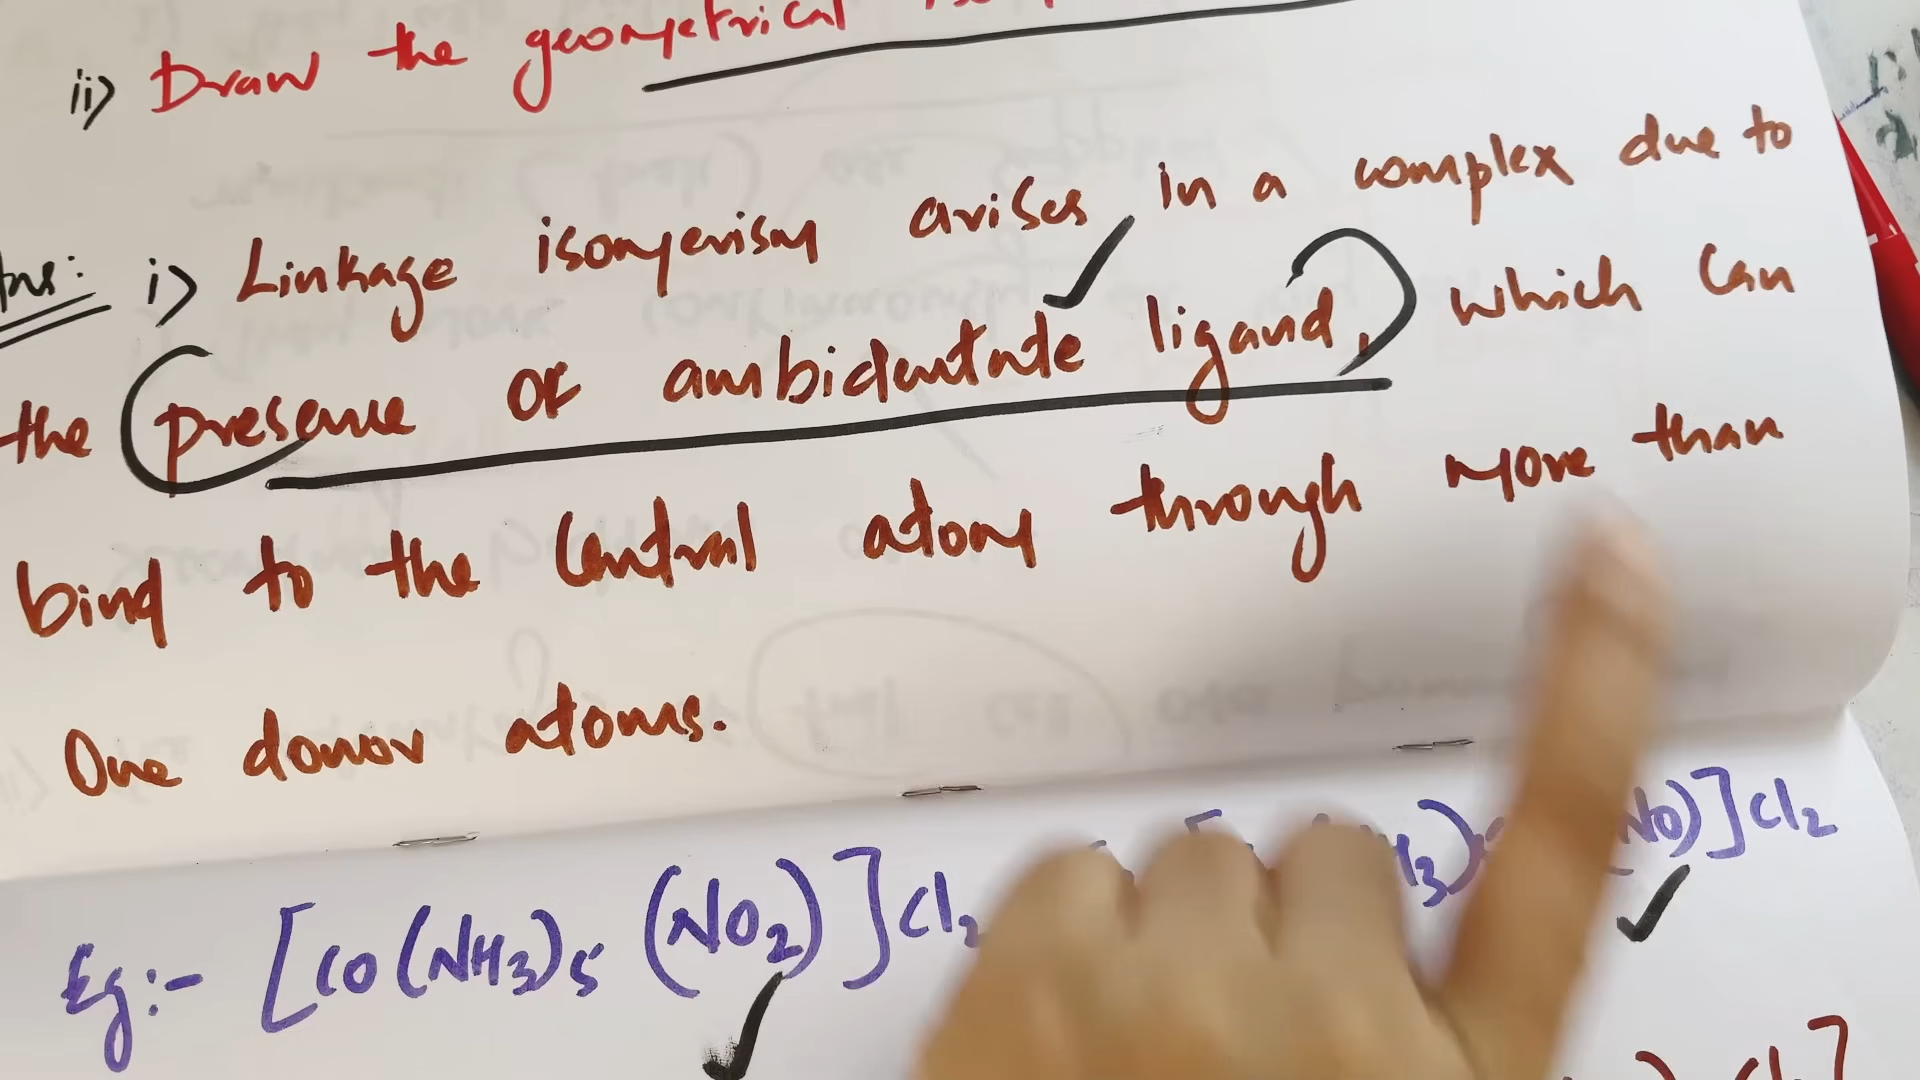 ii) Draw the geometrical
Ans: i) Linkage isomerism arises in a complex due to
the presence of ambidentate ligand, which can
bind to the central atom through more than
One donor atoms.
Eg:- [Co(NH3)5 (NO2)]Cl2